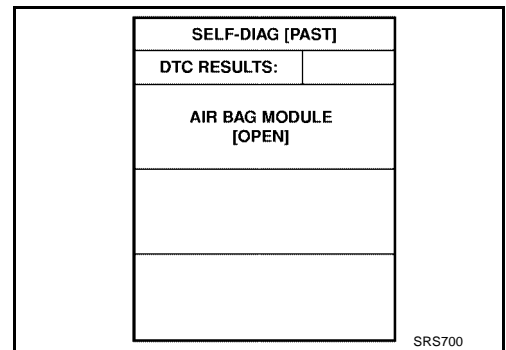 SELF-DIAG [PAST]
DTC RESULTS:
AIR BAG MODULE
[OPEN]
SRS700